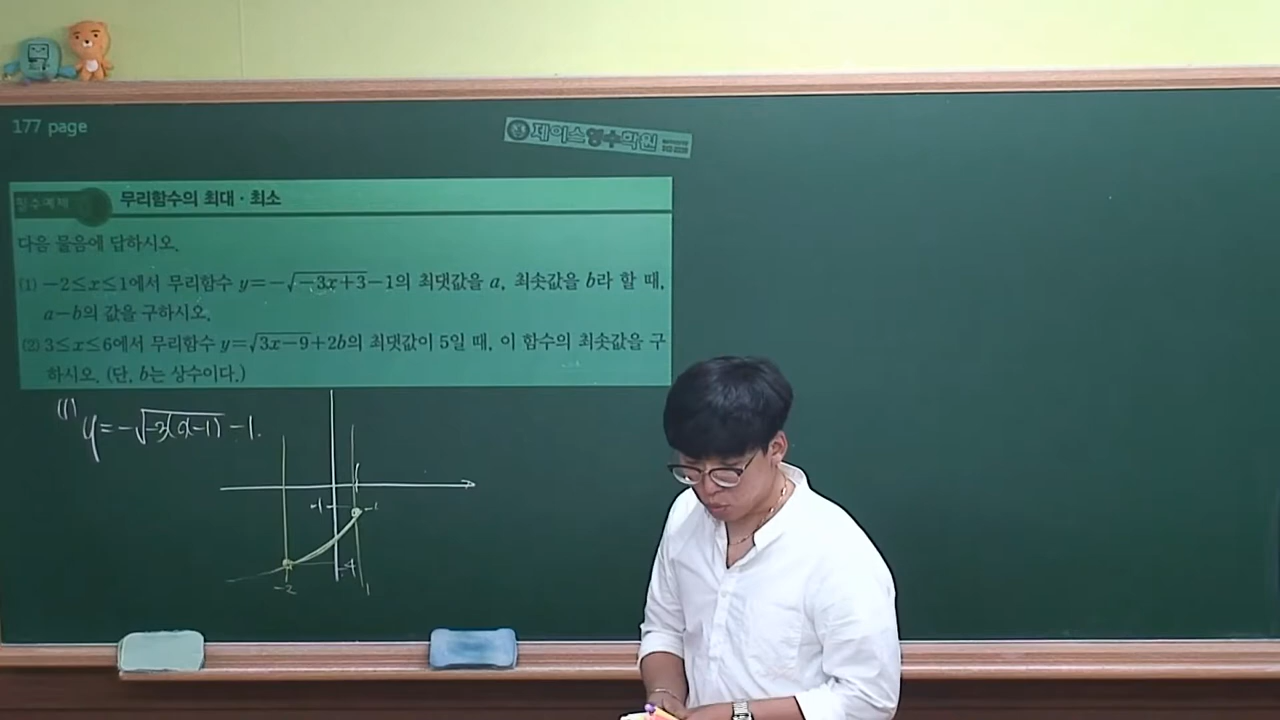 177 page
제이스영수학원
필수예제
무리함수의 최대 · 최소
다음 물음에 답하시오.
(1) −2≤x≤1에서 무리함수 y=−√−3x+3−1의 최댓값을 a, 최솟값을 b라 할 때,
a−b의 값을 구하시오.
(2) 3≤x≤6에서 무리함수 y=√3x−9+2b의 최댓값이 5일 때, 이 함수의 최솟값을 구
하시오. (단, b는 상수이다.)
(1)
y=−√−3(x−1) −1.
-1
-1
-4
-2
1